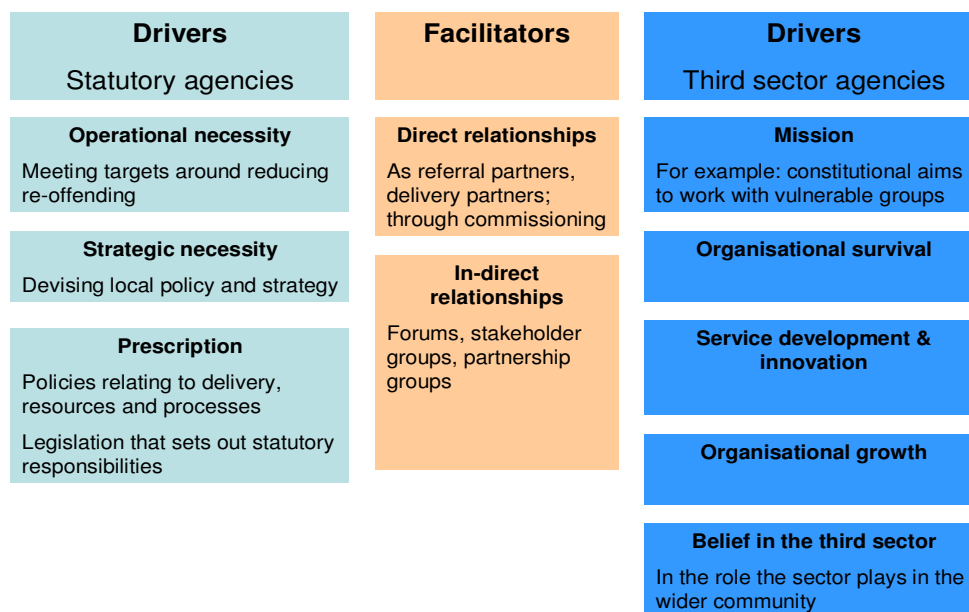 Drivers
Statutory agencies
Operational necessity
Meeting targets around reducing
re-offending
Strategic necessity
Devising local policy and strategy
Prescription
Policies relating to delivery,
resources and processes
Legislation that sets out statutory
responsibilities
Facilitators
Direct relationships
As referral partners,
delivery partners;
through commissioning
In-direct
relationships
Forums, stakeholder
groups, partnership
groups
Drivers
Third sector agencies
Mission
For example: constitutional aims
to work with vulnerable groups
Organisational survival
Service development &
innovation
Organisational growth
Belief in the third sector
In the role the sector plays in the
wider community